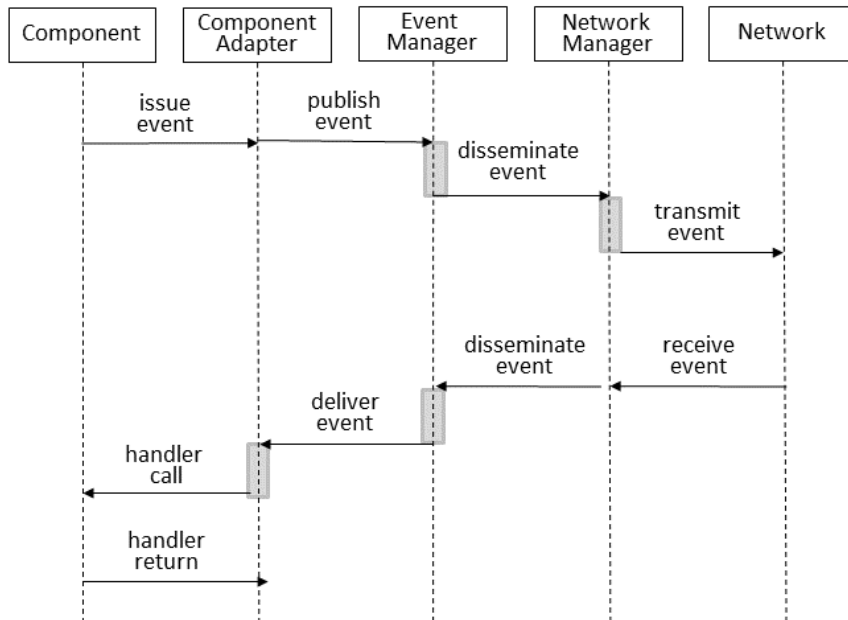 Component
Component
Adapter
Event
Manager
Network
Manager
Network
issue
event
publish
event
disseminate
event
transmit
event
disseminate
event
receive
event
deliver
event
handler
call
handler
return